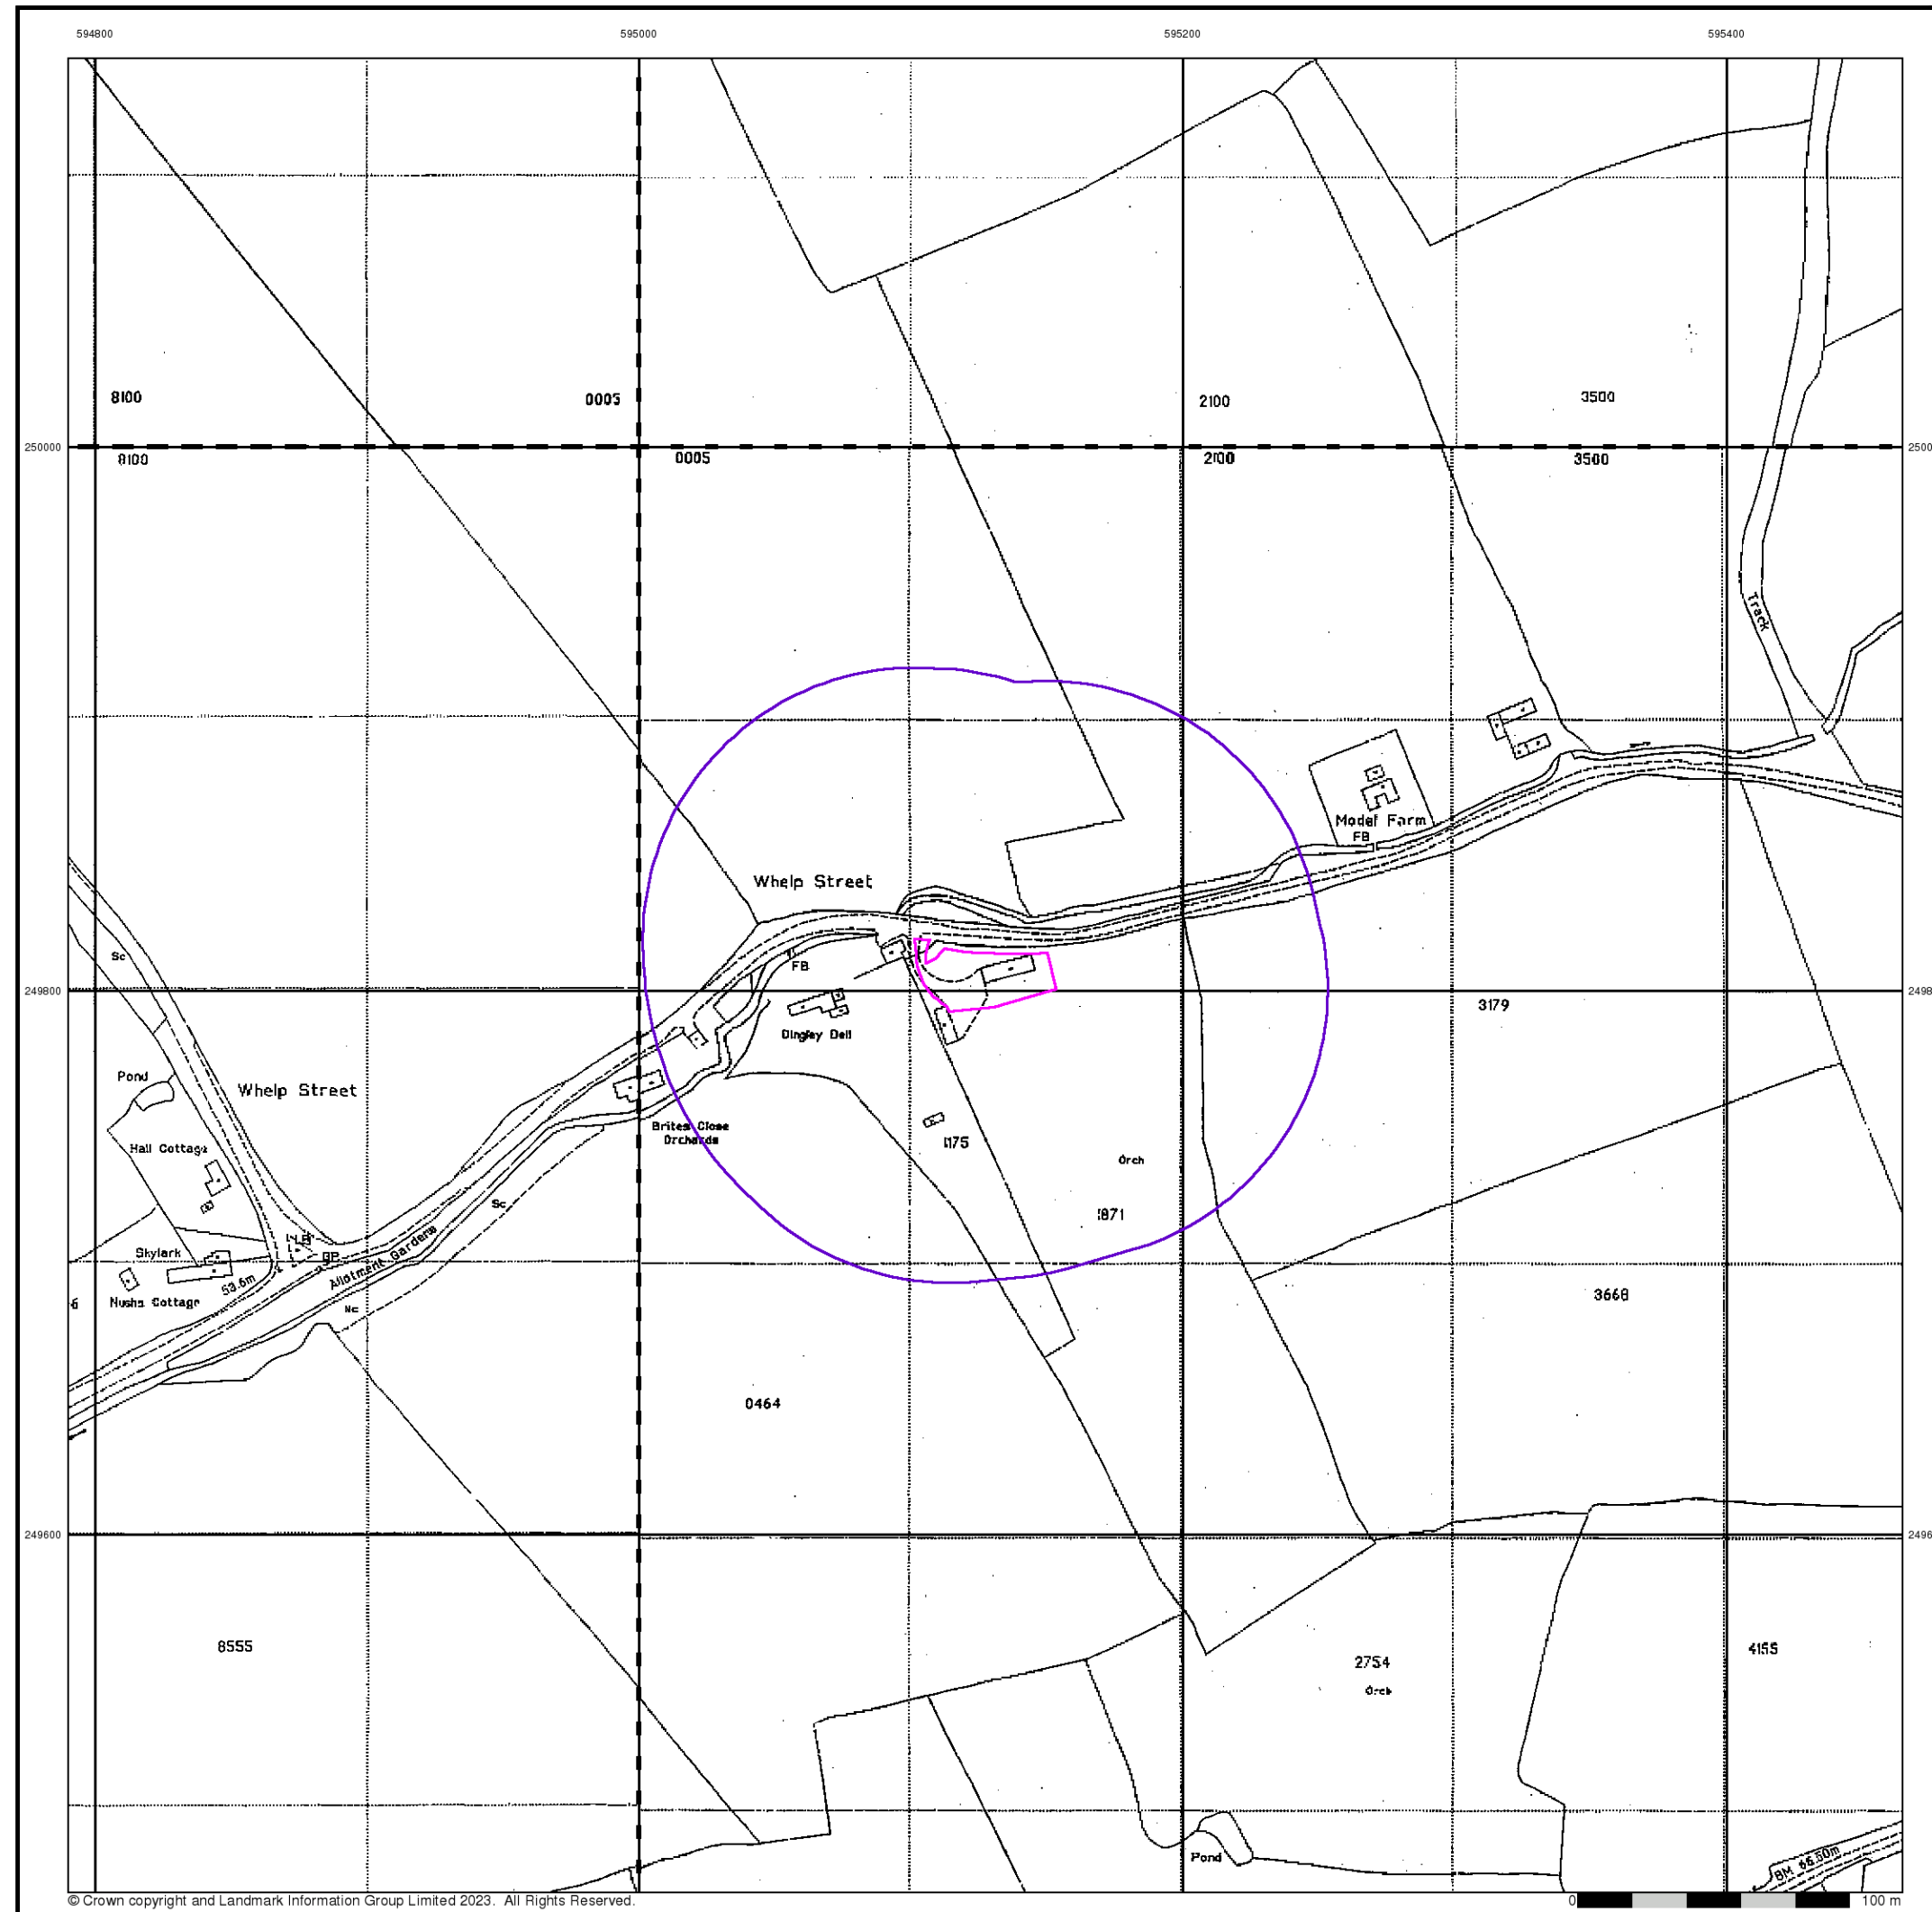 594800 595000 595200 595400
8100 0005 2100 3500
250000
8100 0005 2100 3500
Track
Model Farm
FB
Whelp Street
Sc
FB
249800
3179
Dingley Dell
Pond
Whelp Street
Brites Close
Orchards
1175
Hall Cottage
Orch
Sc
1871
Skylark
LB
GP
Allotment Gardens
53.6m
3668
6
Nusha Cottage
Nc
0464
249600
8555
2754
4155
Orch
Pond
BM 66.50m
© Crown copyright and Landmark Information Group Limited 2023. All Rights Reserved.
0 100 m